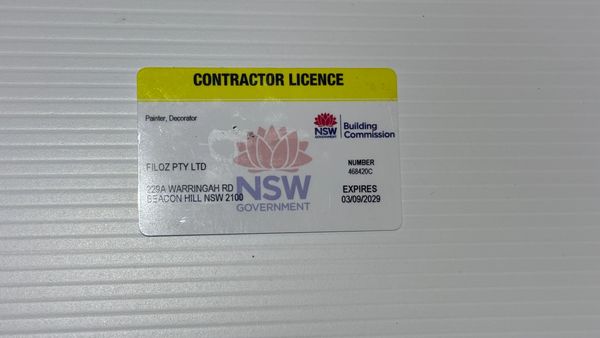 CONTRACTOR LICENCE
Painter, Decorator
NSW
GOVERNMENT
Building
Commission
FILOZ PTY LTD
NUMBER
468420C
229A WARRINGAH RD
BEACON HILL NSW 2100
EXPIRES
03/09/2029
NSW
GOVERNMENT